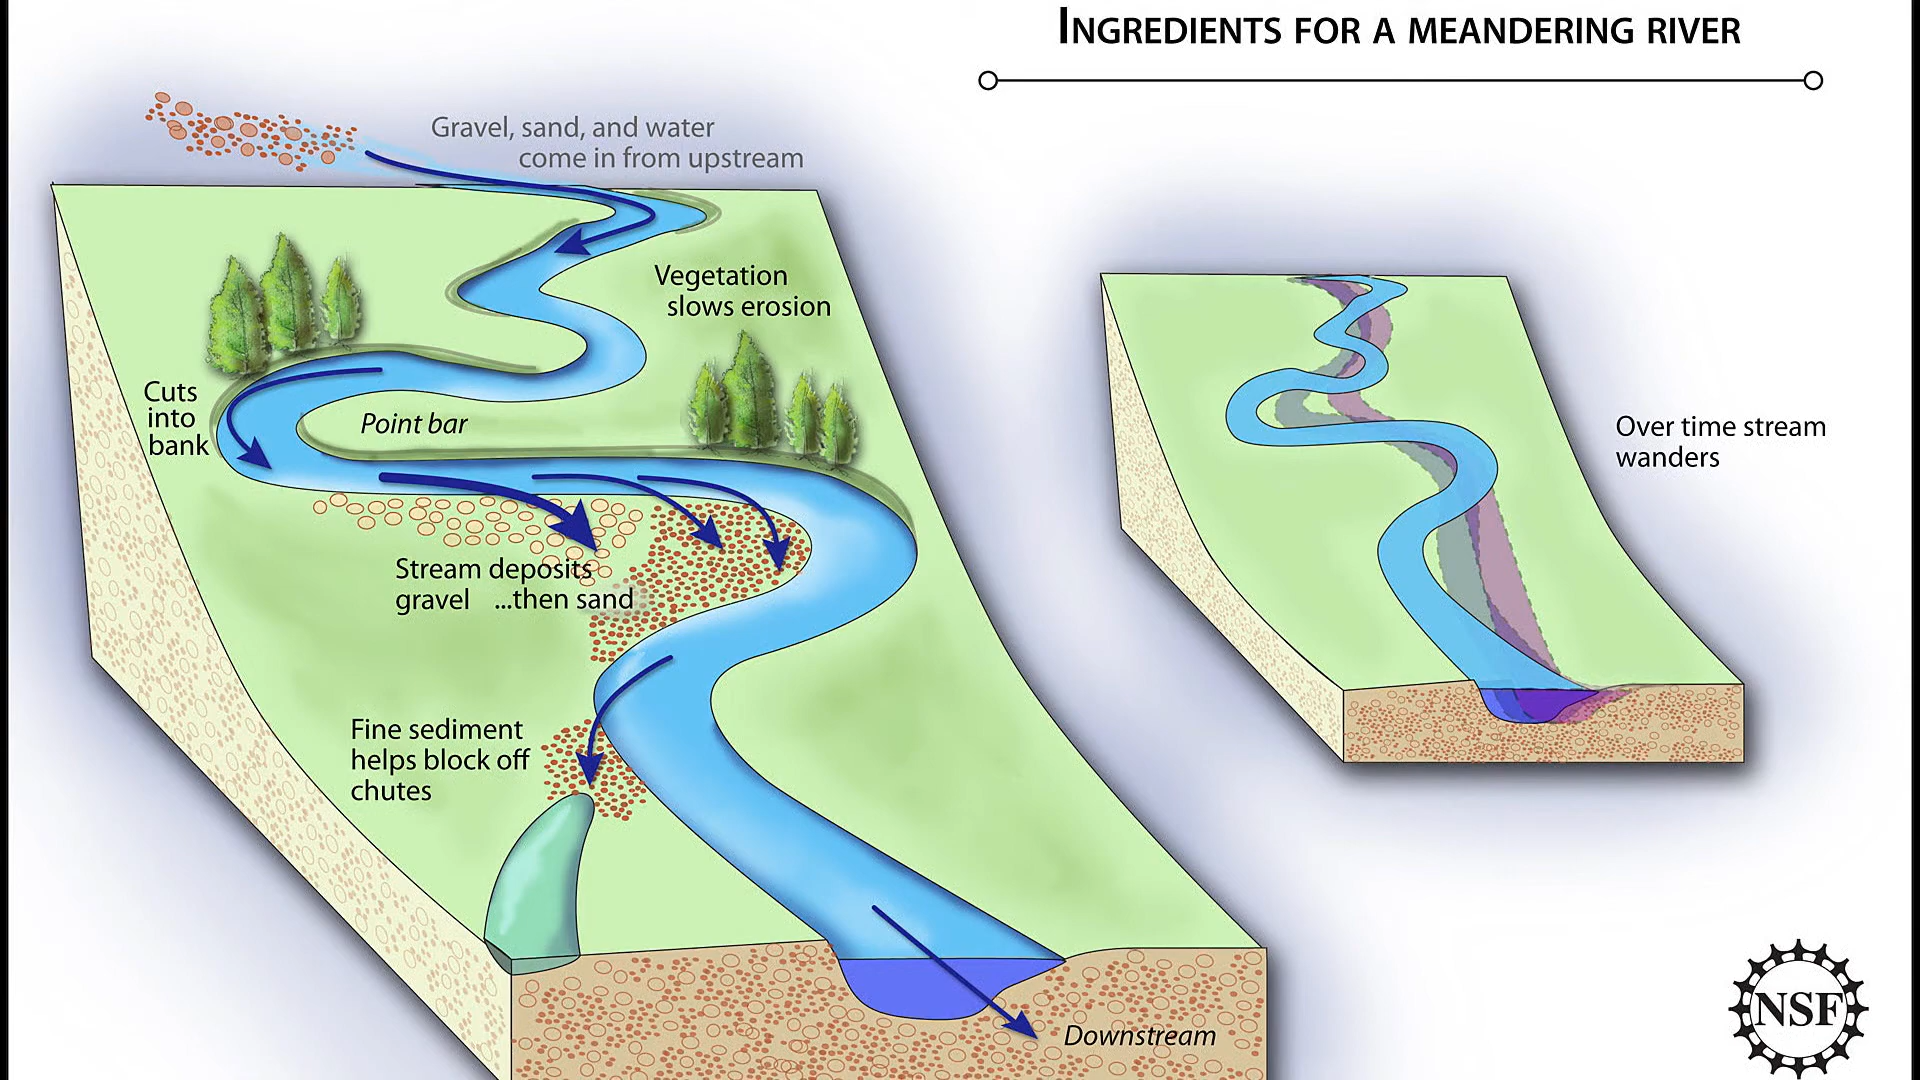 INGREDIENTS FOR A MEANDERING RIVER
Gravel, sand, and water
come in from upstream
Vegetation
slows erosion
Cuts
into
bank
Point bar
Stream deposits
gravel ...then sand
Fine sediment
helps block off
chutes
Downstream
Over time stream
wanders
NSF